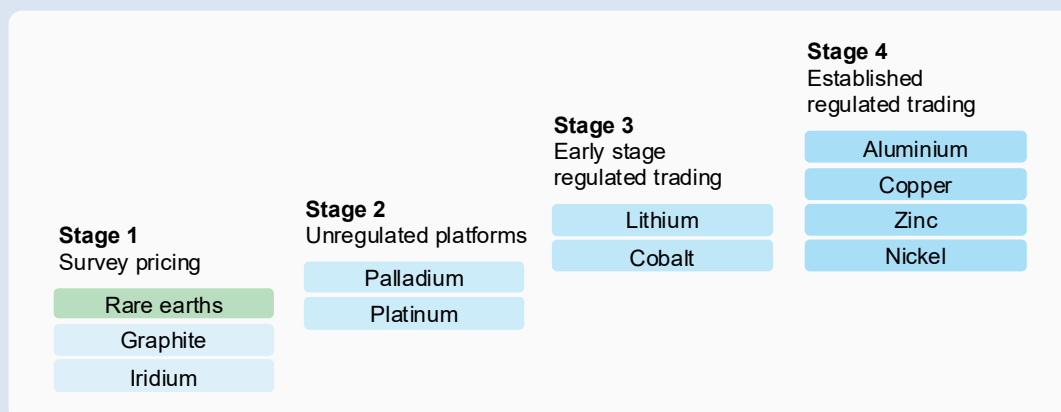 Stage 1
Survey pricing
Rare earths
Graphite
Iridium
Stage 2
Unregulated platforms
Palladium
Platinum
Stage 3
Early stage
regulated trading
Lithium
Cobalt
Stage 4
Established
regulated trading
Aluminium
Copper
Zinc
Nickel